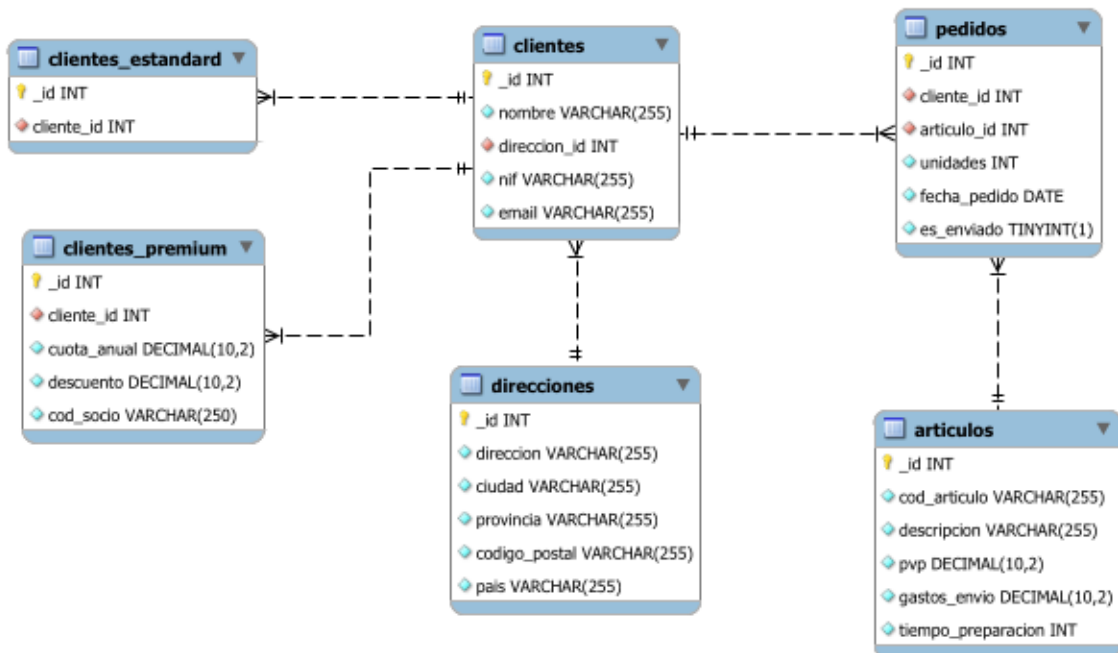 clientes_estandard
_id INT
cliente_id INT
clientes_premium
_id INT
cliente_id INT
cuota_anual DECIMAL(10,2)
descuento DECIMAL(10,2)
cod_socio VARCHAR(250)
clientes
_id INT
nombre VARCHAR(255)
direccion_id INT
nif VARCHAR(255)
email VARCHAR(255)
direcciones
_id INT
direccion VARCHAR(255)
ciudad VARCHAR(255)
provincia VARCHAR(255)
codigo_postal VARCHAR(255)
pais VARCHAR(255)
pedidos
_id INT
cliente_id INT
articulo_id INT
unidades INT
fecha_pedido DATE
es_enviado TINYINT(1)
articulos
_id INT
cod_articulo VARCHAR(255)
descripcion VARCHAR(255)
pvp DECIMAL(10,2)
gastos_envio DECIMAL(10,2)
tiempo_preparacion INT